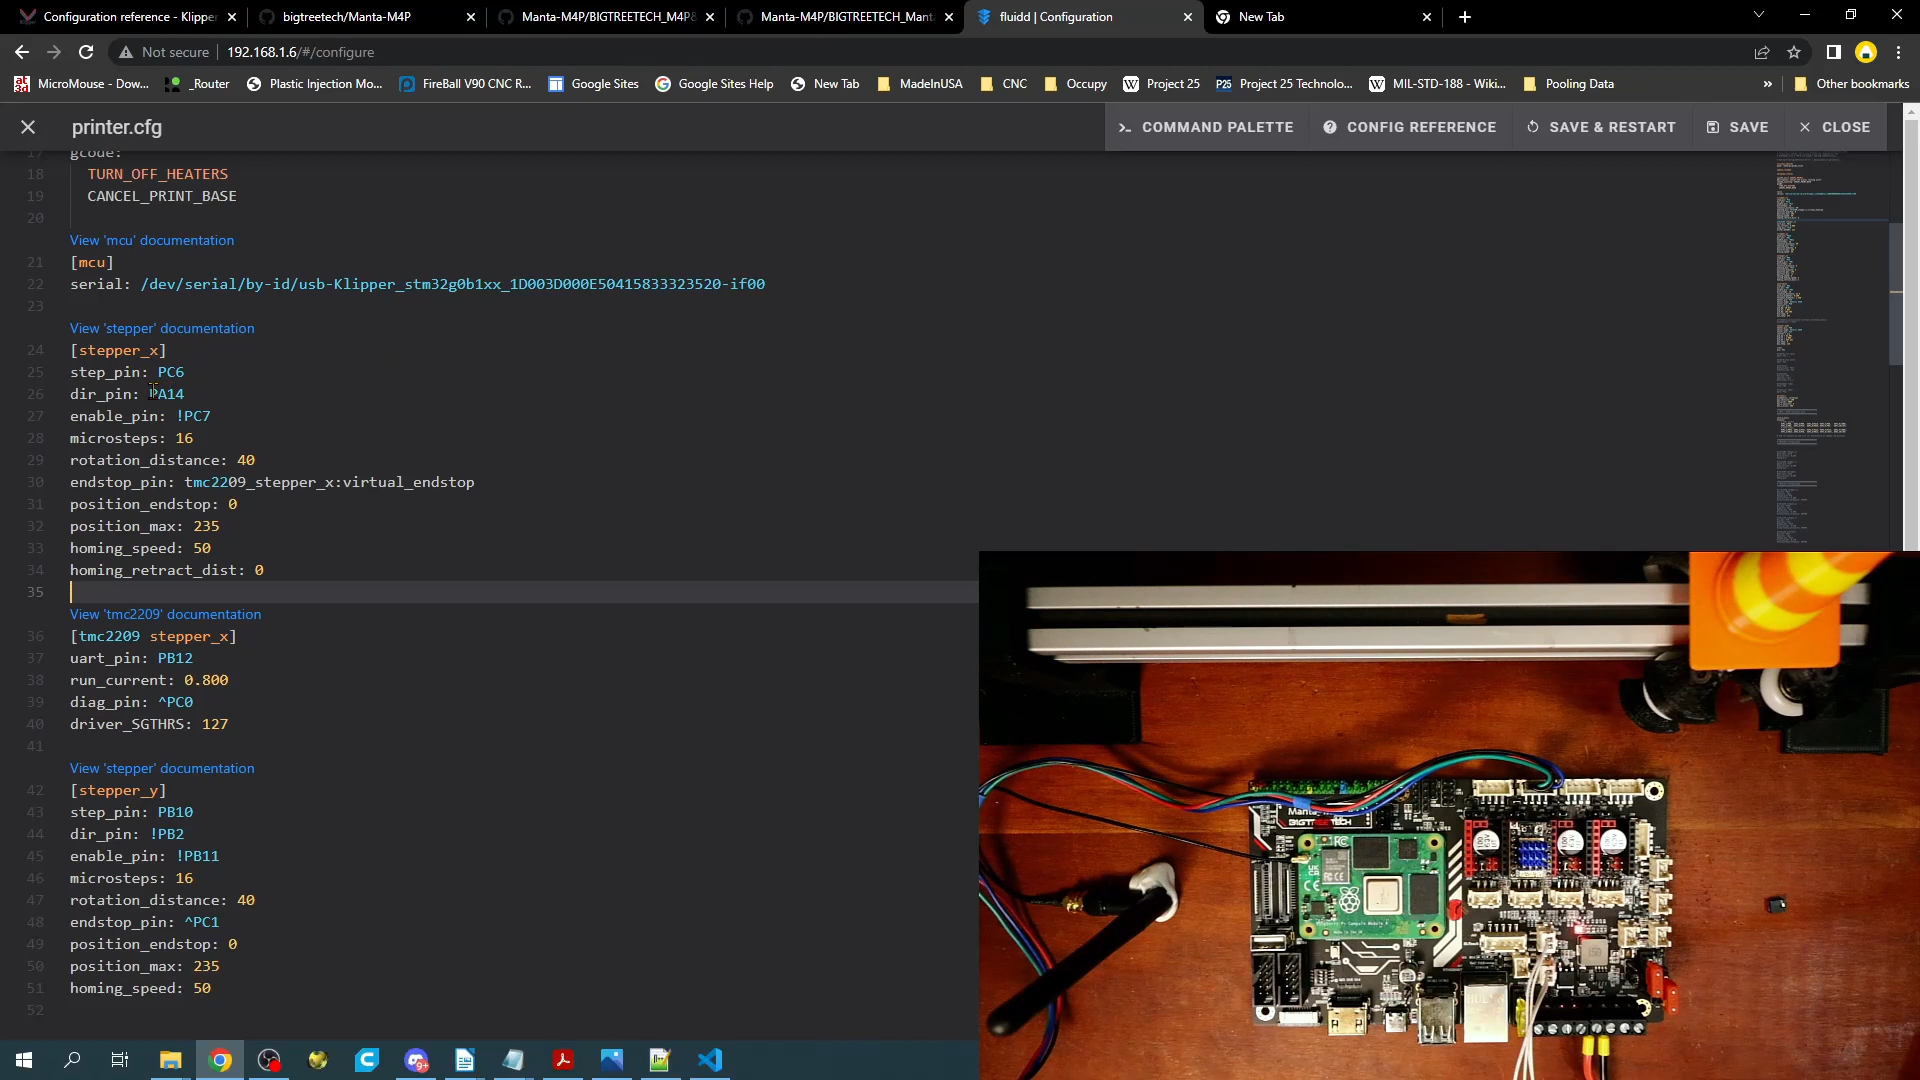 Configuration reference - Klipper
bigtreetech/Manta-M4P
Manta-M4P/BIGTREETECH_M4P&
Manta-M4P/BIGTREETECH_Manta
fluidd | Configuration
New Tab
Not secure
192.168.1.6/#/configure
MicroMouse - Dow...
_Router
Plastic Injection Mo...
FireBall V90 CNC R...
Google Sites
Google Sites Help
New Tab
MadeInUSA
CNC
Occupy
Project 25
Project 25 Technolo...
MIL-STD-188 - Wiki...
Pooling Data
»
Other bookmarks
printer.cfg
COMMAND PALETTE
CONFIG REFERENCE
SAVE & RESTART
SAVE
CLOSE
17 gcode:
18 TURN_OFF_HEATERS
19 CANCEL_PRINT_BASE
20
View 'mcu' documentation
21 [mcu]
22 serial: /dev/serial/by-id/usb-Klipper_stm32g0b1xx_1D003D000E50415833323520-if00
23
View 'stepper' documentation
24 [stepper_x]
25 step_pin: PC6
26 dir_pin: PA14
27 enable_pin: !PC7
28 microsteps: 16
29 rotation_distance: 40
30 endstop_pin: tmc2209_stepper_x:virtual_endstop
31 position_endstop: 0
32 position_max: 235
33 homing_speed: 50
34 homing_retract_dist: 0
35
View 'tmc2209' documentation
36 [tmc2209 stepper_x]
37 uart_pin: PB12
38 run_current: 0.800
39 diag_pin: ^PC0
40 driver_SGTHRS: 127
41
View 'stepper' documentation
42 [stepper_y]
43 step_pin: PB10
44 dir_pin: !PB2
45 enable_pin: !PB11
46 microsteps: 16
47 rotation_distance: 40
48 endstop_pin: ^PC1
49 position_endstop: 0
50 position_max: 235
51 homing_speed: 50
52
Manta
BIGTREETECH